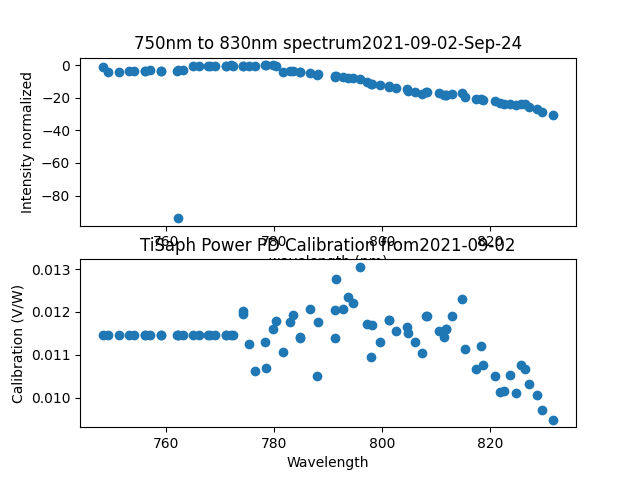 750nm to 830nm spectrum2021-09-02-Sep-24
0
−20
−40
−60
−80
Intensity normalized
760
780
800
820
wavelength (nm)
TiSaph Power PD Calibration from2021-09-02
0.013
0.012
0.011
0.010
Calibration (V/W)
760
780
800
820
Wavelength